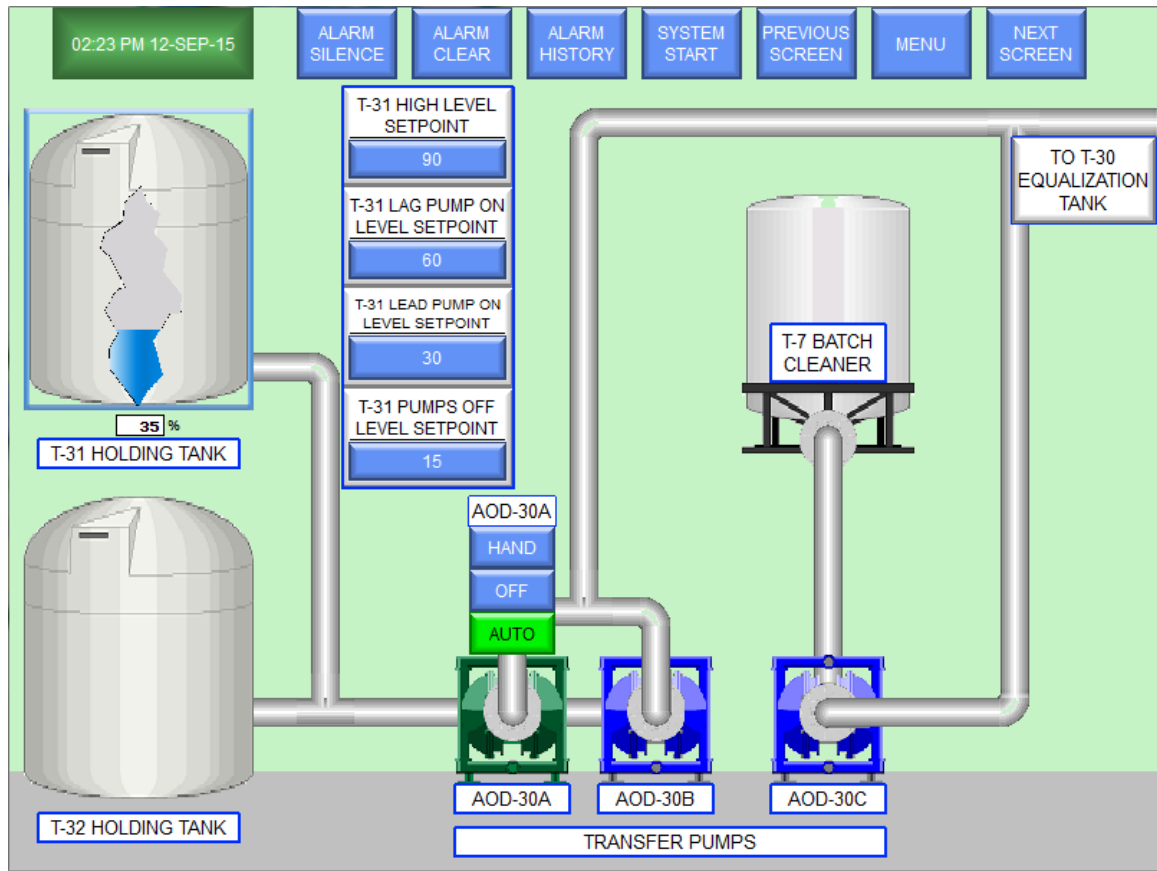 02:23 PM 12-SEP-15
ALARM
SILENCE
ALARM
CLEAR
ALARM
HISTORY
SYSTEM
START
PREVIOUS
SCREEN
MENU
NEXT
SCREEN
T-31 HIGH LEVEL
SETPOINT
90
T-31 LAG PUMP ON
LEVEL SETPOINT
60
T-31 LEAD PUMP ON
LEVEL SETPOINT
30
T-31 PUMPS OFF
LEVEL SETPOINT
15
TO T-30
EQUALIZATION
TANK
T-7 BATCH
CLEANER
35 %
T-31 HOLDING TANK
AOD-30A
HAND
OFF
AUTO
AOD-30A
AOD-30B
AOD-30C
T-32 HOLDING TANK
TRANSFER PUMPS